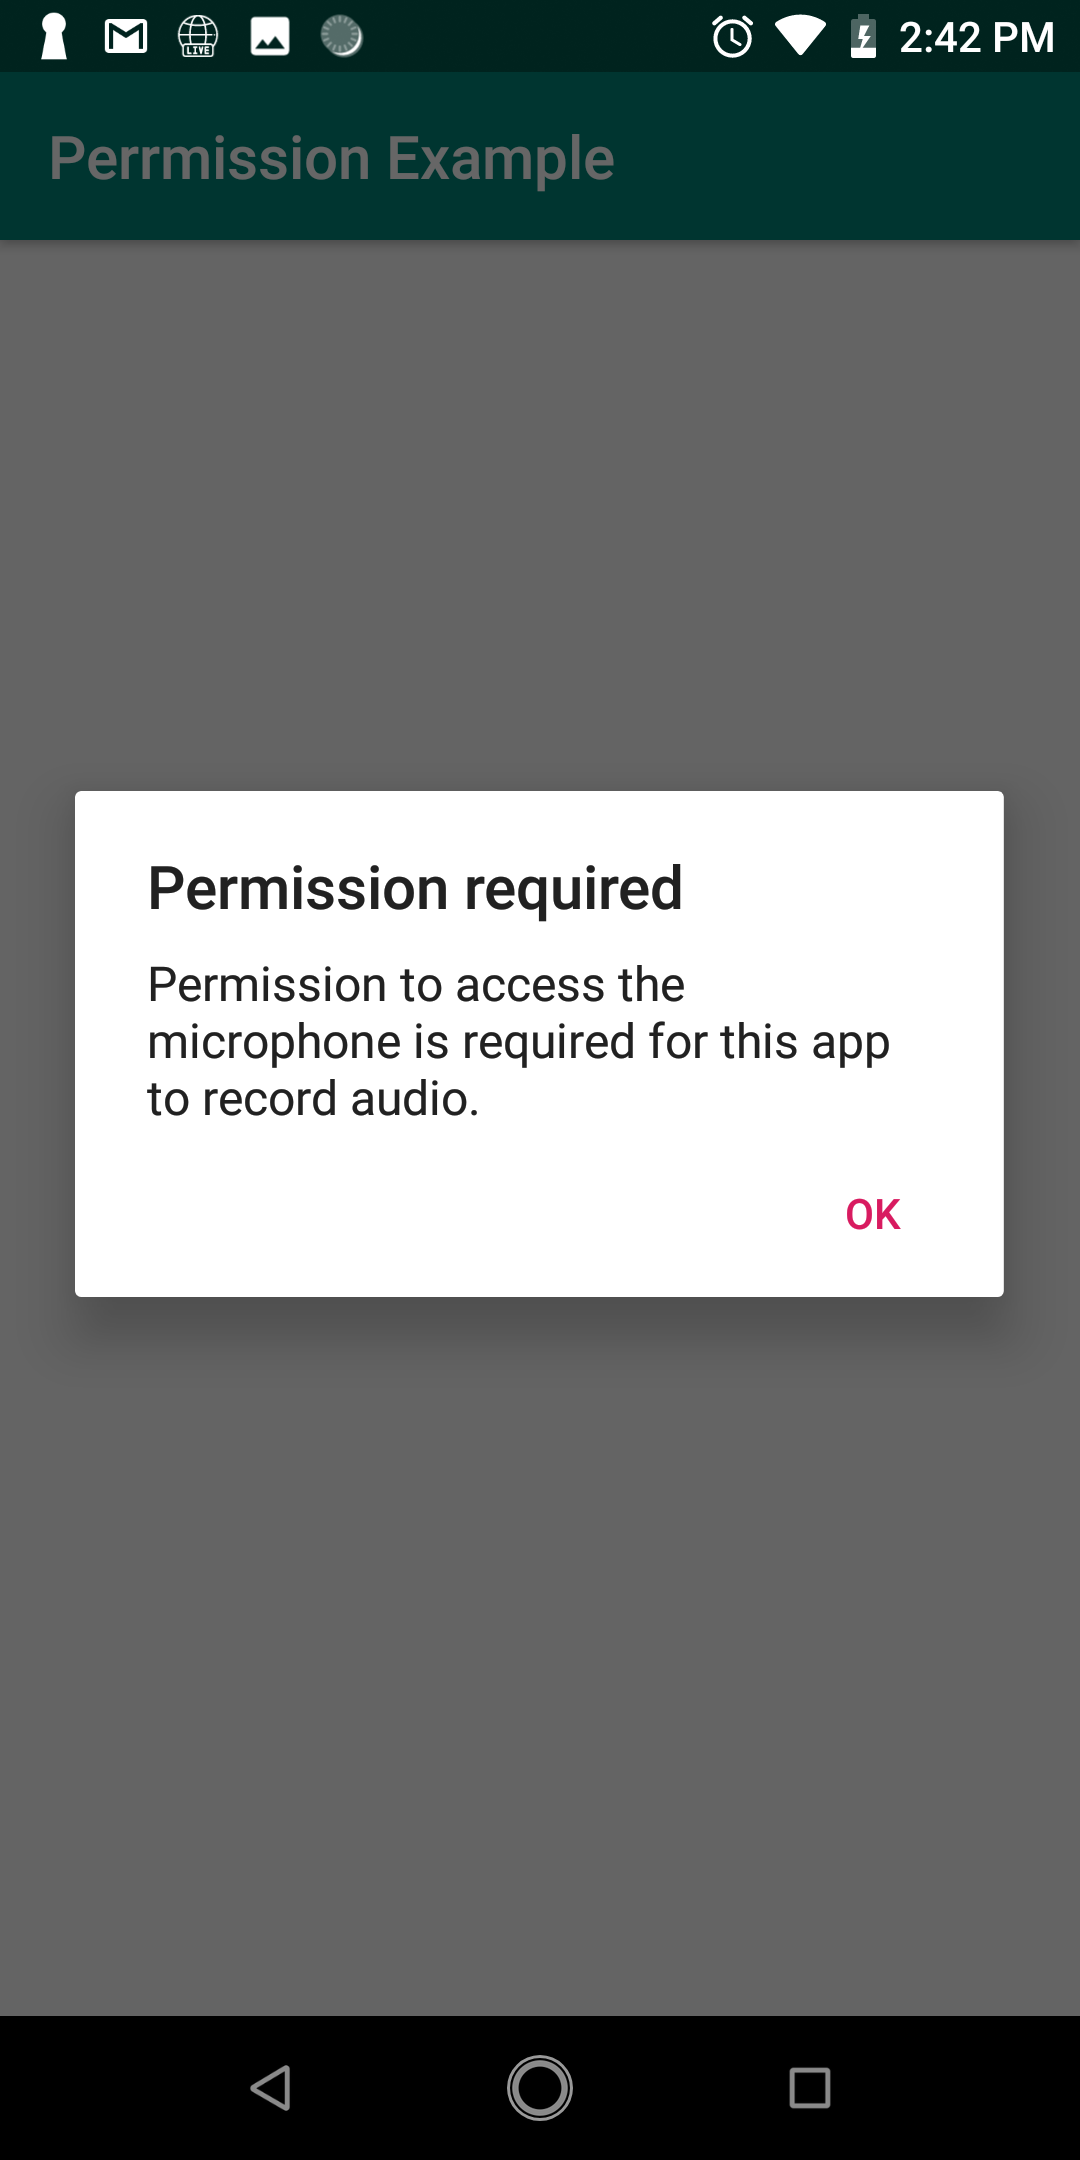 LIVE
2:42 PM
Perrmission Example
Permission required
Permission to access the
microphone is required for this app
to record audio.
OK